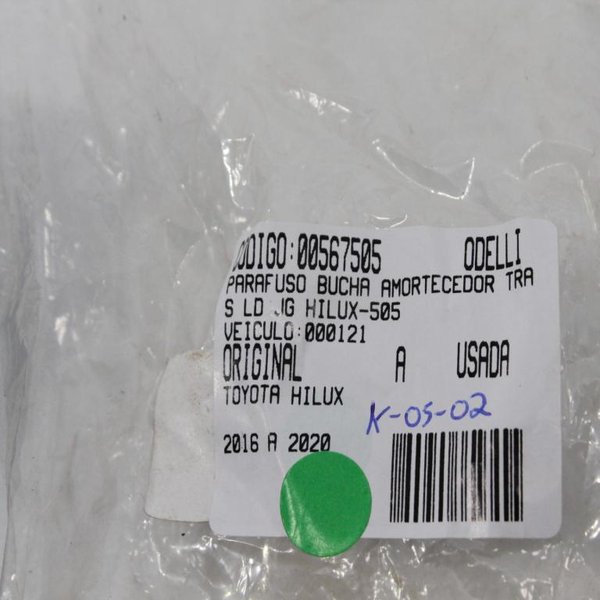 CODIGO:00567505 ODELLI
PARAFUSO BUCHA AMORTECEDOR TRA
S LD JG HILUX-505
VEICULO:000121
ORIGINAL A USADA
TOYOTA HILUX
K-05-02
2016 A 2020